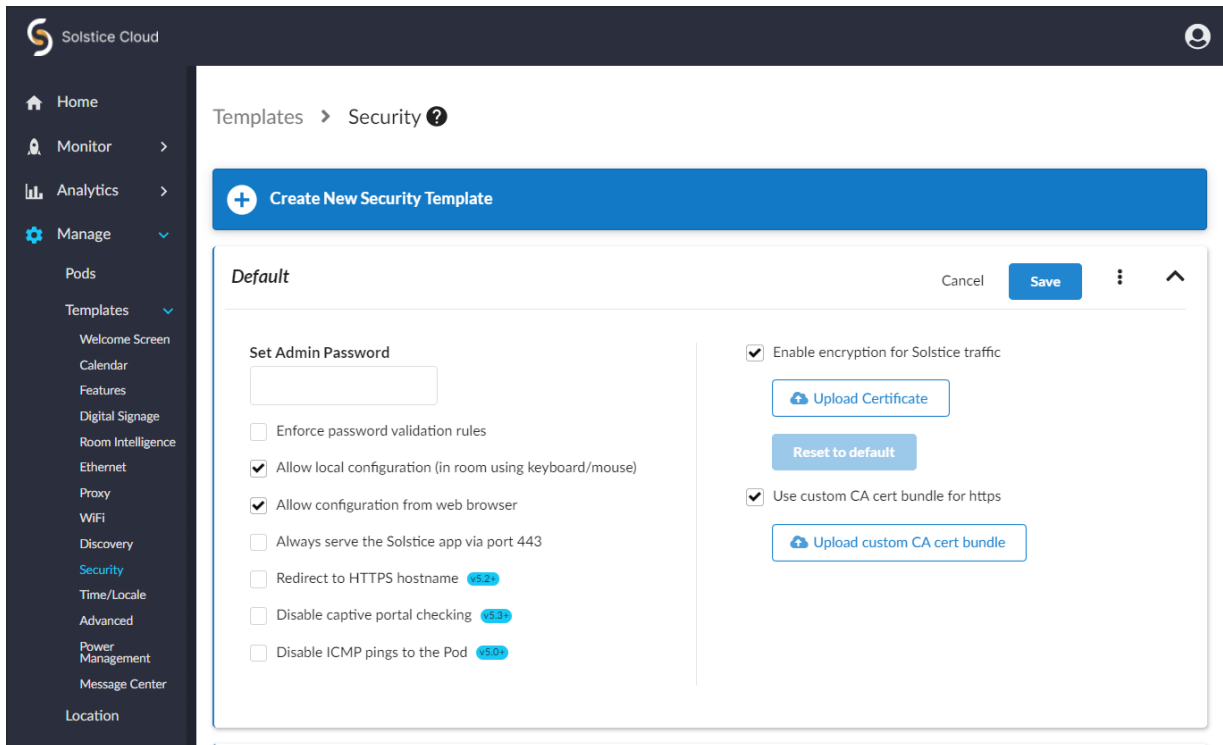 Solstice Cloud
Home
Monitor
Analytics
Manage
Pods
Templates
Welcome Screen
Calendar
Features
Digital Signage
Room Intelligence
Ethernet
Proxy
WiFi
Discovery
Security
Time/Locale
Advanced
Power
Management
Message Center
Location
Templates > Security ?
Create New Security Template
Default
Cancel
Save
Set Admin Password
Enforce password validation rules
Allow local configuration (in room using keyboard/mouse)
Allow configuration from web browser
Always serve the Solstice app via port 443
Redirect to HTTPS hostname v5.2+
Disable captive portal checking v5.3+
Disable ICMP pings to the Pod v5.0+
Enable encryption for Solstice traffic
Upload Certificate
Reset to default
Use custom CA cert bundle for https
Upload custom CA cert bundle